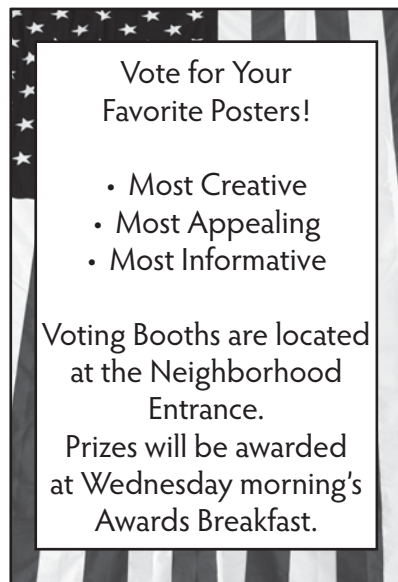 Vote for Your
Favorite Posters!
• Most Creative
• Most Appealing
• Most Informative
Voting Booths are located
at the Neighborhood
Entrance.
Prizes will be awarded
at Wednesday morning's
Awards Breakfast.